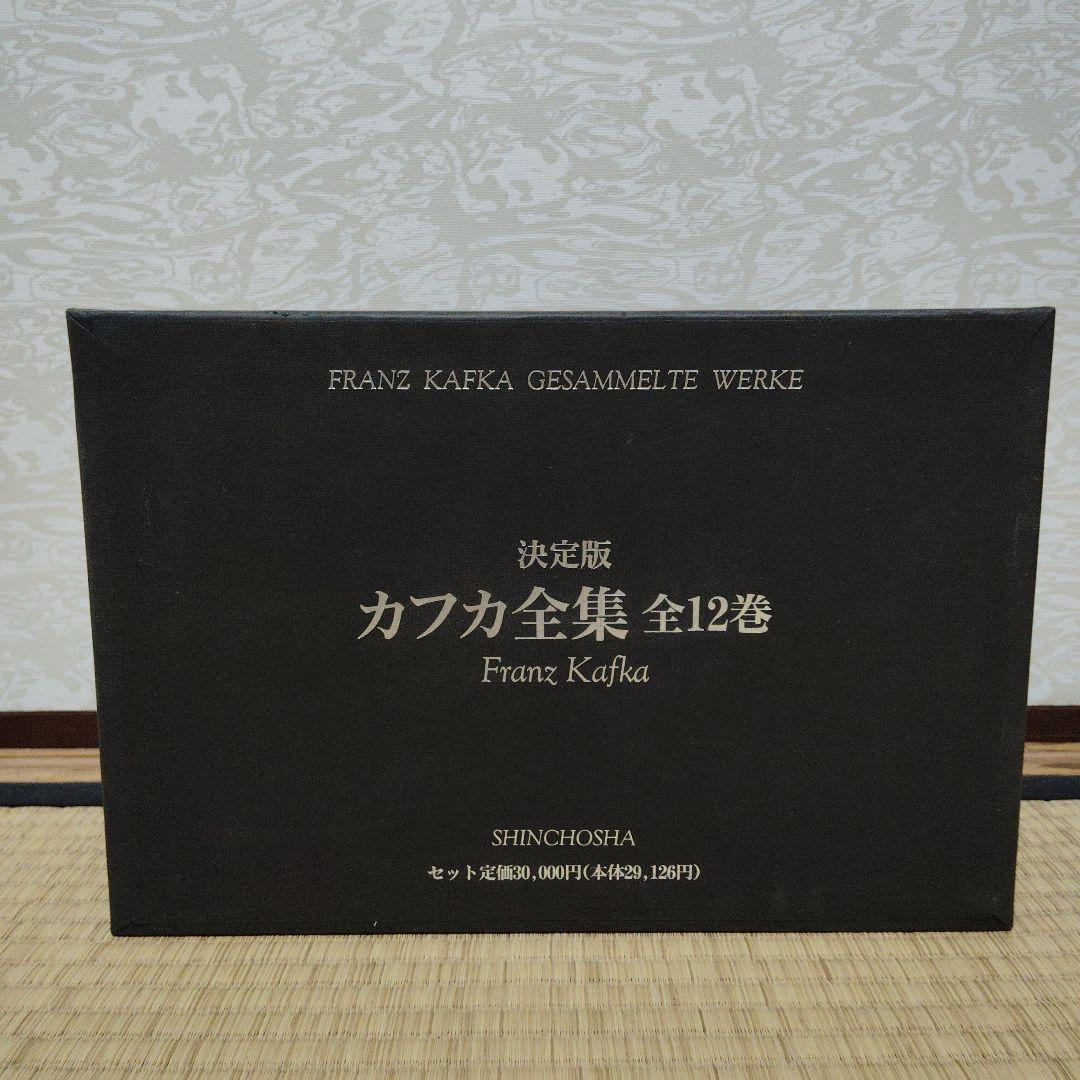 FRANZ KAFKA GESAMMELTE WERKE
決定版
カフカ全集 全12巻
Franz Kafka
SHINCHOSHA
セット定価30,000円(本体29,126円)